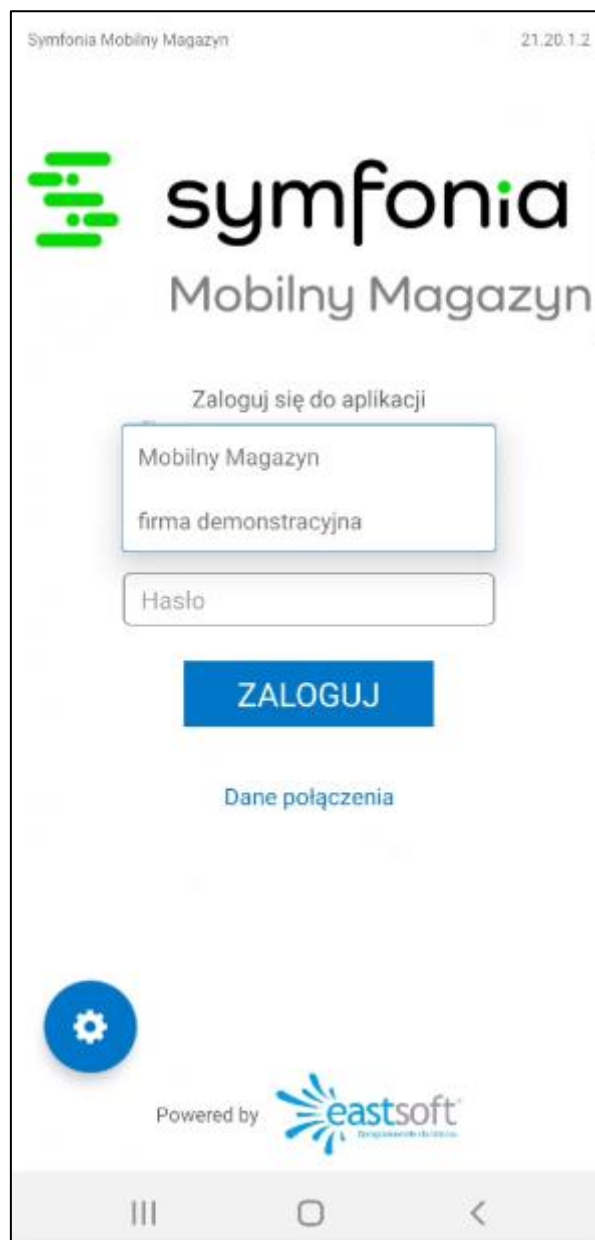 Symfonia Mobilny Magazyn
21.20.1.2
symfonia
Mobilny Magazyn
Zaloguj się do aplikacji
Mobilny Magazyn
firma demonstracyjna
Hasło
ZALOGUJ
Dane połączenia
Powered by
eastsoft